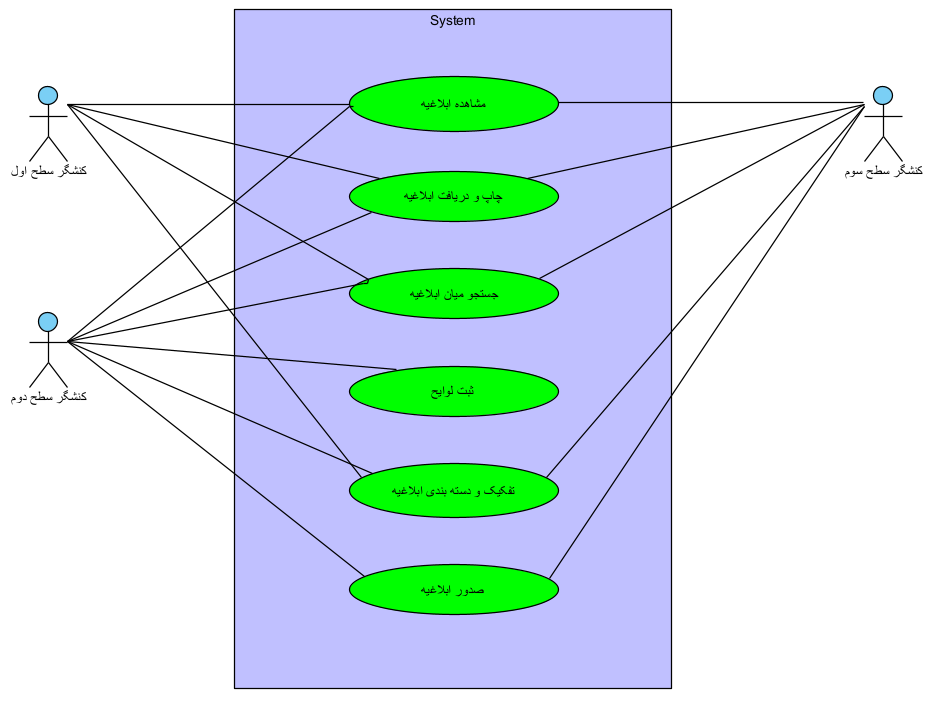 System
مشاهده ابلاغیه
کنشگر سطح اول
کنشگر سطح سوم
چاپ و دریافت ابلاغیه
جستجو میان ابلاغیه
کنشگر سطح دوم
ثبت لوایح
تفکیک و دسته بندی ابلاغیه
صدور ابلاغیه